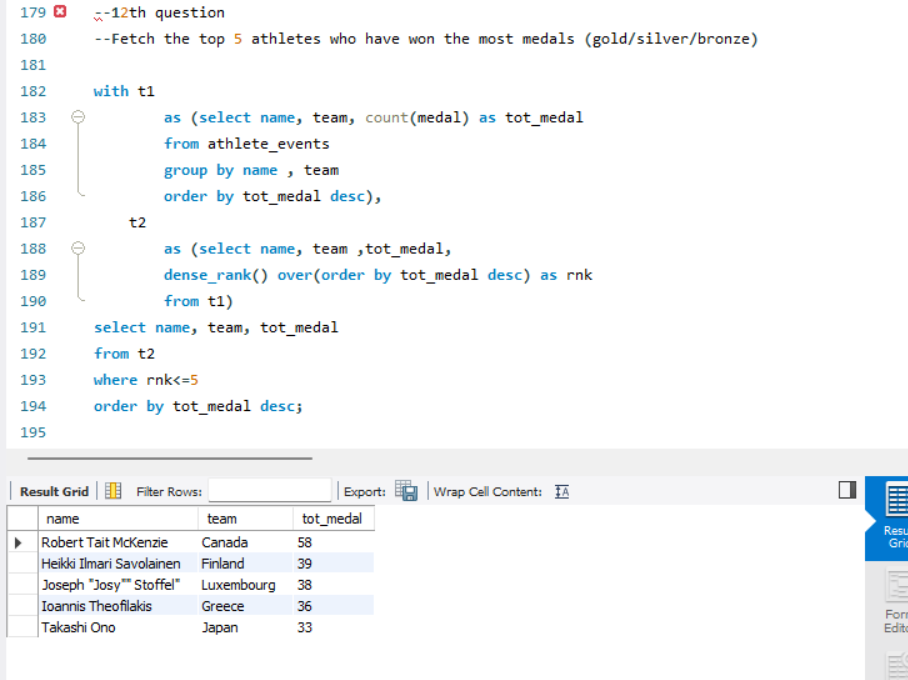 179 --12th question
180 --Fetch the top 5 athletes who have won the most medals (gold/silver/bronze)
181
182 with t1
183 as (select name, team, count(medal) as tot_medal
184 from athlete_events
185 group by name , team
186 order by tot_medal desc),
187 t2
188 as (select name, team ,tot_medal,
189 dense_rank() over(order by tot_medal desc) as rnk
190 from t1)
191 select name, team, tot_medal
192 from t2
193 where rnk<=5
194 order by tot_medal desc;
195
Result Grid Filter Rows: Export: Wrap Cell Content:
name team tot_medal
Robert Tait McKenzie Canada 58
Heikki Ilmari Savolainen Finland 39
Joseph "Josy"" Stoffel" Luxembourg 38
Ioannis Theofilakis Greece 36
Takashi Ono Japan 33